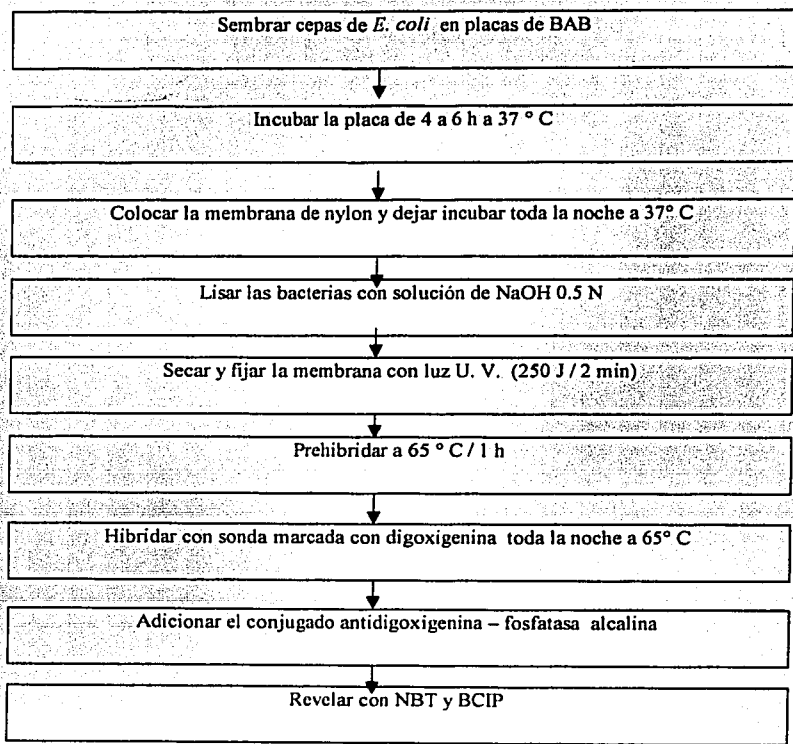 Sembrar cepas de E. coli en placas de BAB
Incubar la placa de 4 a 6 h a 37 ° C
Colocar la membrana de nylon y dejar incubar toda la noche a 37° C
Lisar las bacterias con solución de NaOH 0.5 N
Secar y fijar la membrana con luz U. V. (250 J / 2 min)
Prehibridar a 65 ° C / 1 h
Hibridar con sonda marcada con digoxigenina toda la noche a 65° C
Adicionar el conjugado antidigoxigenina – fosfatasa alcalina
Revelar con NBT y BCIP